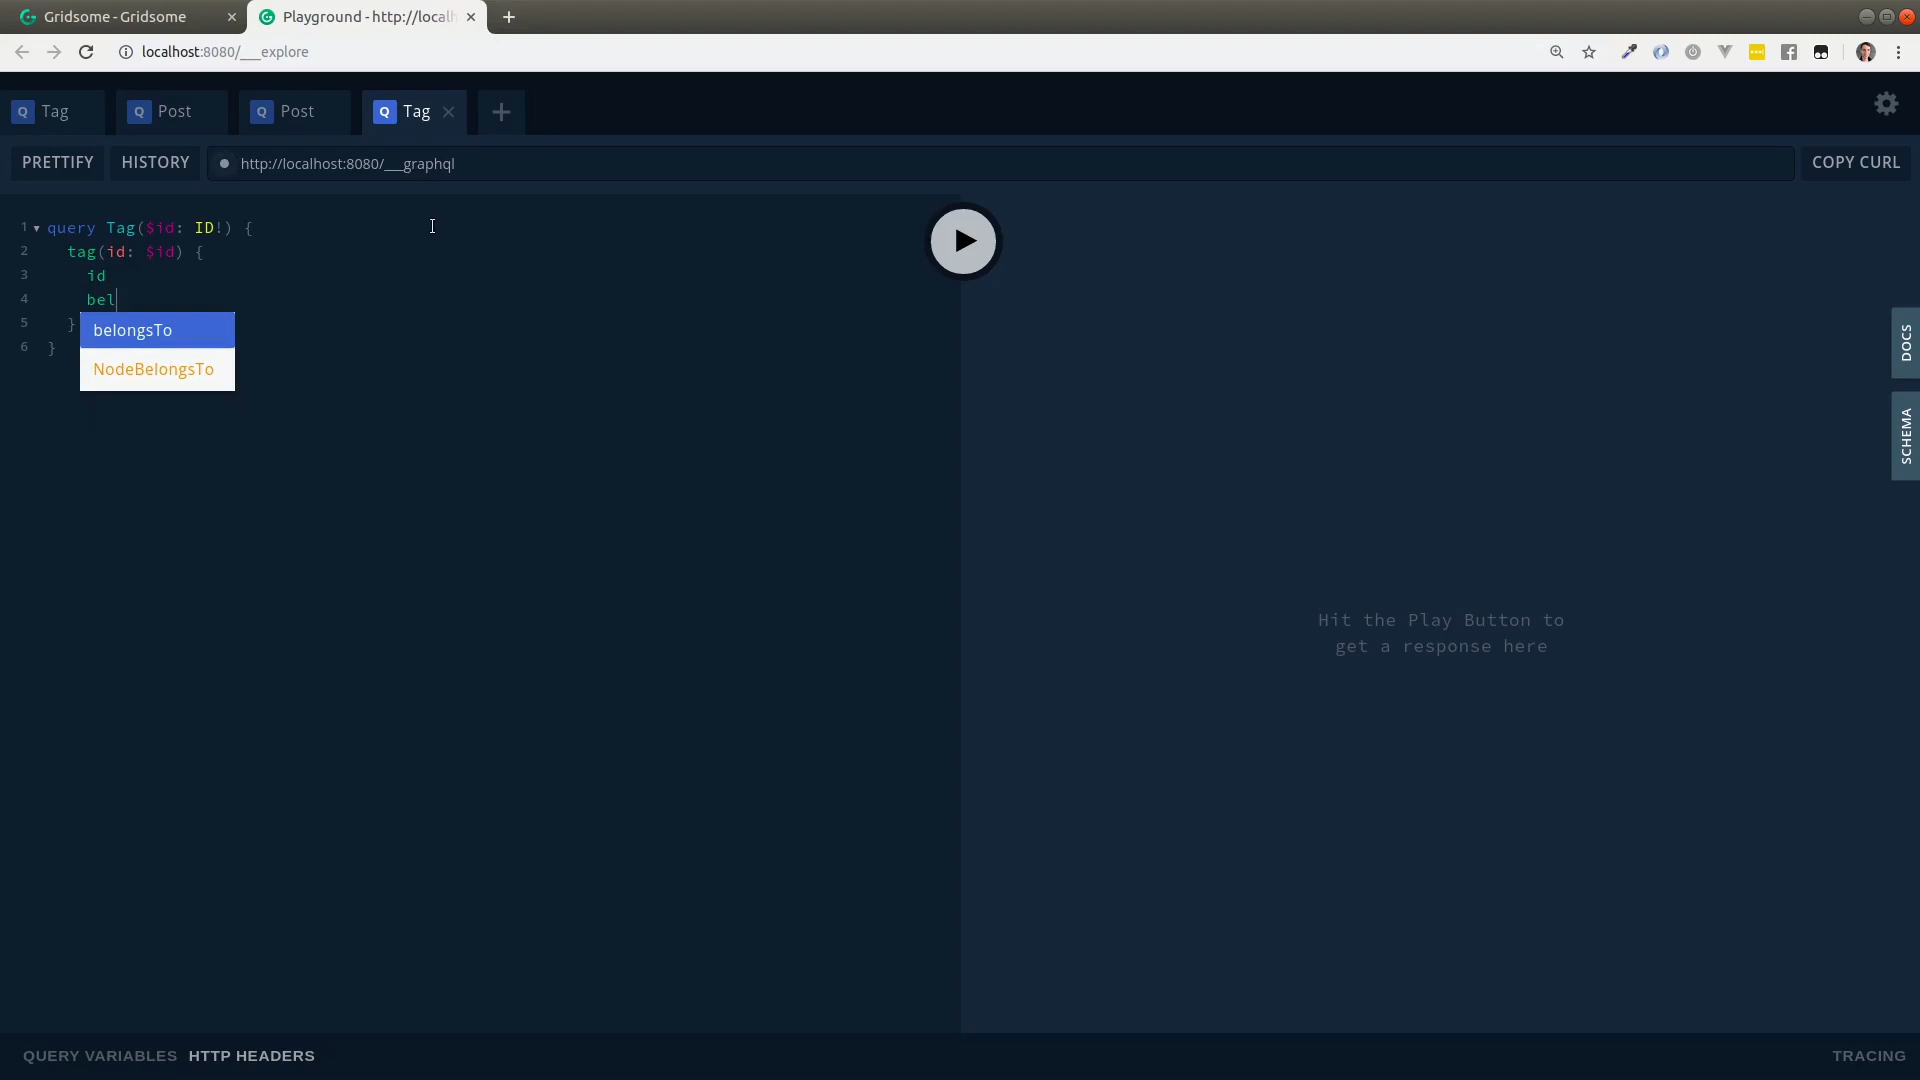 Gridsome - Gridsome
Playground - http://localh
localhost:8080/___explore
Q Tag
Q Post
Q Post
Q Tag
PRETTIFY
HISTORY
http://localhost:8080/___graphql
COPY CURL
1 query Tag($id: ID!) {
2 tag(id: $id) {
3 id
4 bel
5 }
6 }
belongsTo
NodeBelongsTo
DOCS
SCHEMA
Hit the Play Button to
get a response here
QUERY VARIABLES
HTTP HEADERS
TRACING